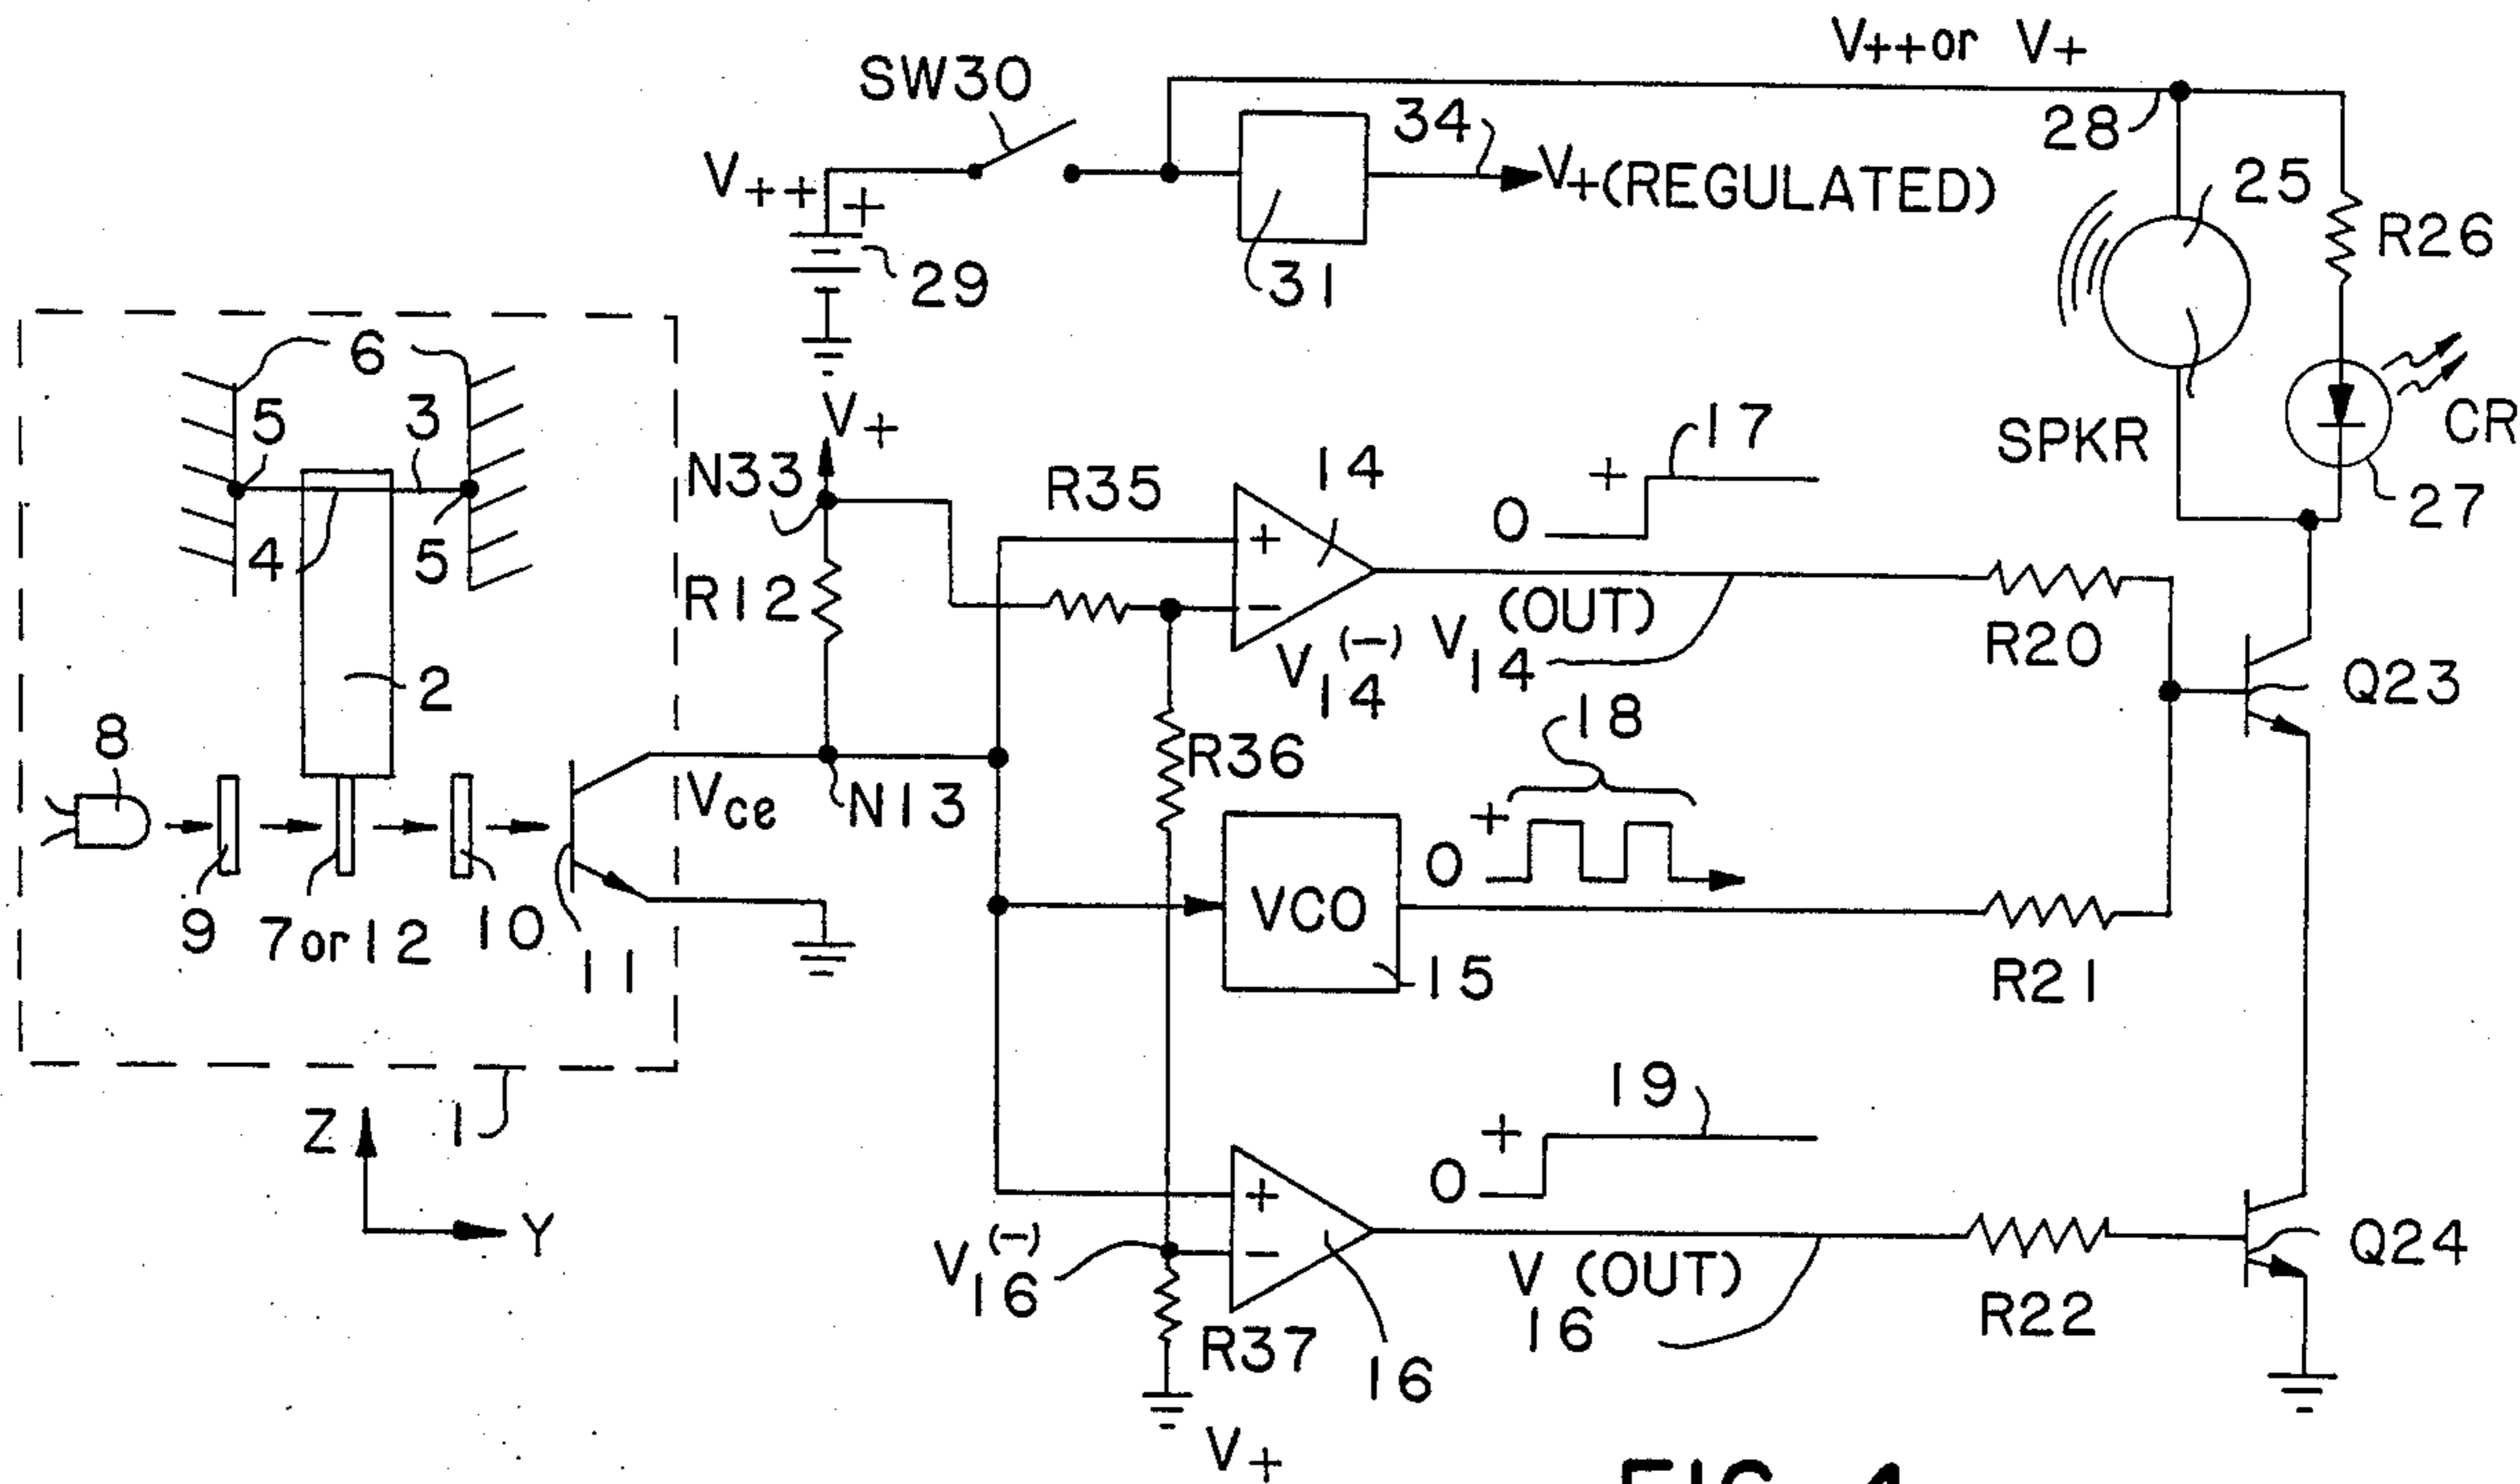 V++ or V+
SW30
28
34
V++
+
V+(REGULATED)
25
R26
29
31
6
5
3
V+
17
CR
N33
R35
14
+
SPKR
27
0
+
4
5
R12
(OUT)
−
V14(−)
V14
R20
2
Q23
18
8
R36
Vce
N13
+
0
VCO
9
7or12
10
11
15
R21
19
Z
1
+
0
Y
+
V16(−)
−
V (OUT)
16
Q24
R22
R37
16
V+